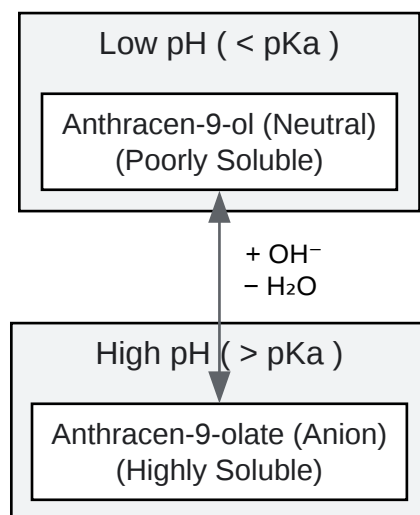 Low pH ( < pKa )
Anthracen-9-ol (Neutral)
(Poorly Soluble)
+ OH⁻
− H₂O
High pH ( > pKa )
Anthracen-9-olate (Anion)
(Highly Soluble)